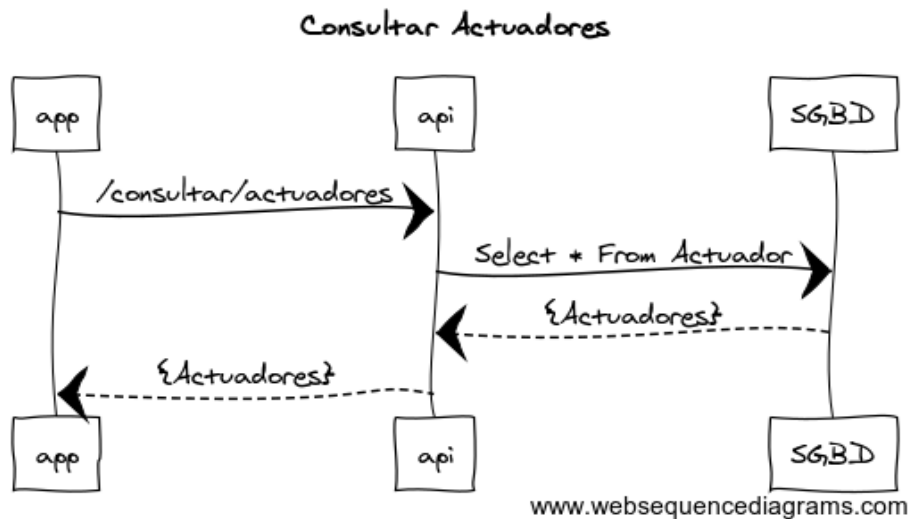 Consultar Actuadores
app
api
SGBD
/consultar/actuadores
Select * From Actuador
{Actuadores}
{Actuadores}
app
api
SGBD
www.websequencediagrams.com